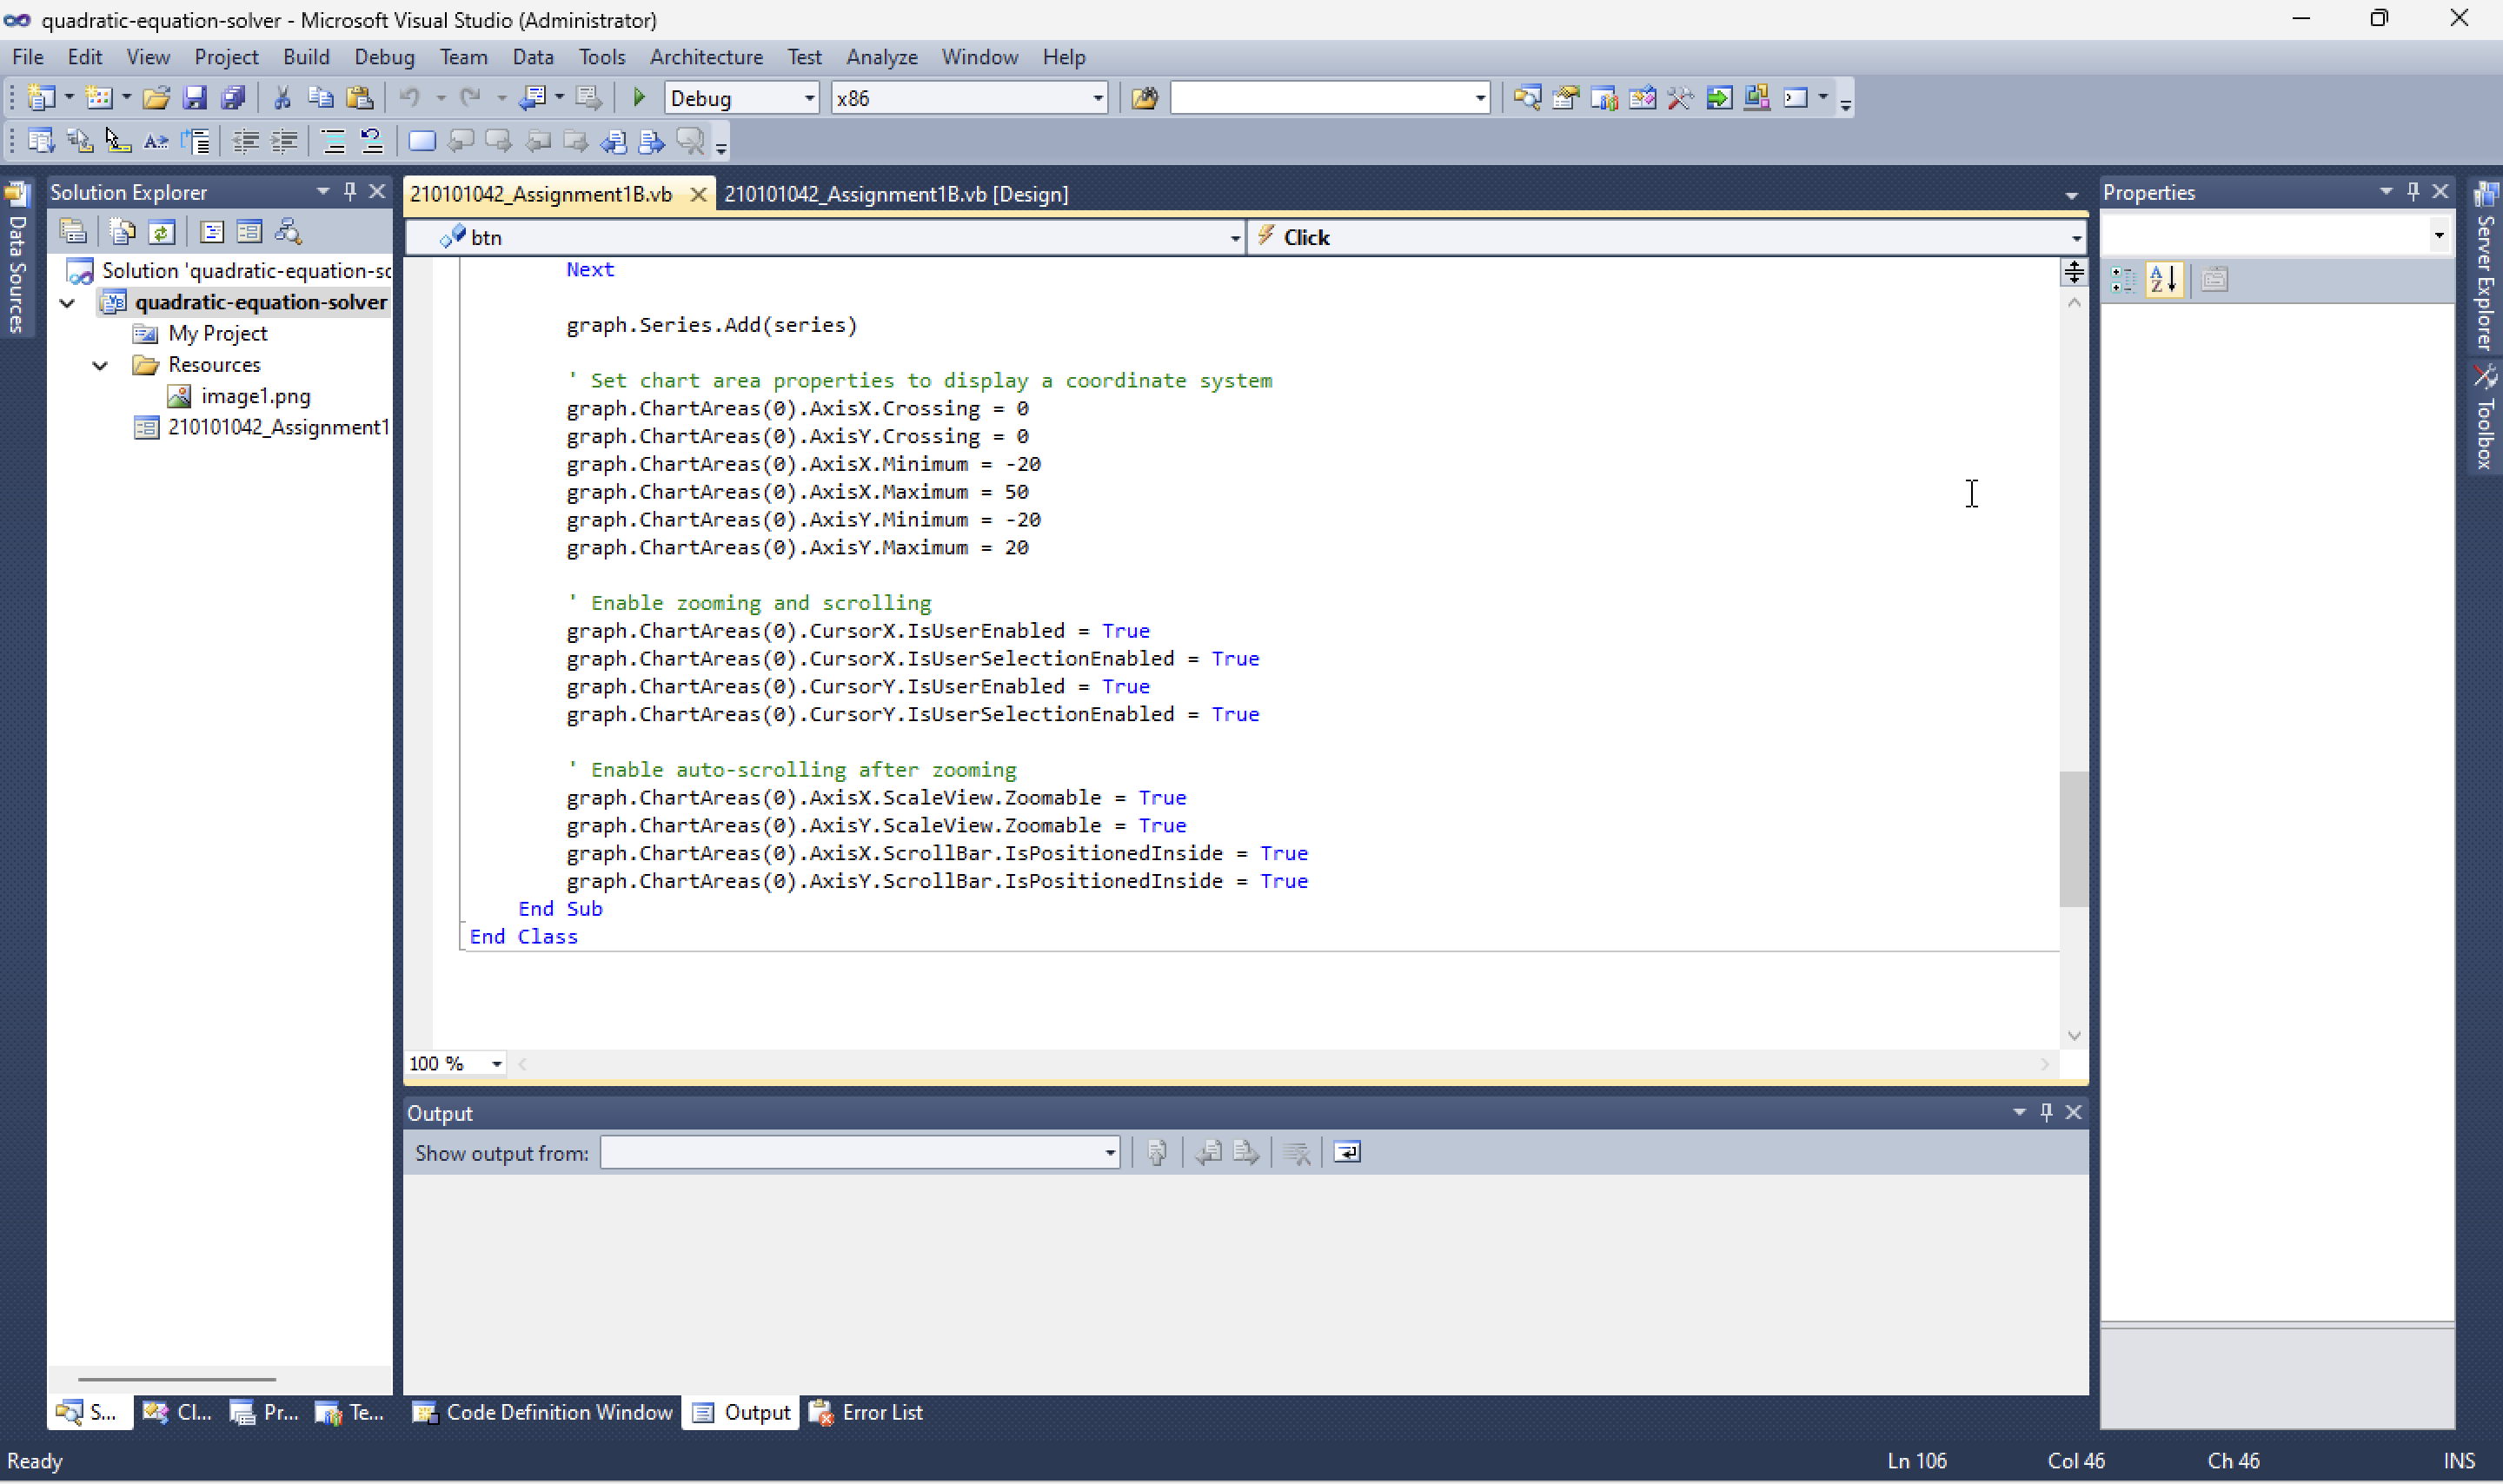 quadratic-equation-solver - Microsoft Visual Studio (Administrator)
File Edit View Project Build Debug Team Data Tools Architecture Test Analyze Window Help
Debug x86
Data Sources
Solution Explorer
Solution 'quadratic-equation-so
quadratic-equation-solver
My Project
Resources
image1.png
210101042_Assignment1
210101042_Assignment1B.vb 210101042_Assignment1B.vb [Design]
btn Click
Next
graph.Series.Add(series)
' Set chart area properties to display a coordinate system
graph.ChartAreas(0).AxisX.Crossing = 0
graph.ChartAreas(0).AxisY.Crossing = 0
graph.ChartAreas(0).AxisX.Minimum = -20
graph.ChartAreas(0).AxisX.Maximum = 50
graph.ChartAreas(0).AxisY.Minimum = -20
graph.ChartAreas(0).AxisY.Maximum = 20
' Enable zooming and scrolling
graph.ChartAreas(0).CursorX.IsUserEnabled = True
graph.ChartAreas(0).CursorX.IsUserSelectionEnabled = True
graph.ChartAreas(0).CursorY.IsUserEnabled = True
graph.ChartAreas(0).CursorY.IsUserSelectionEnabled = True
' Enable auto-scrolling after zooming
graph.ChartAreas(0).AxisX.ScaleView.Zoomable = True
graph.ChartAreas(0).AxisY.ScaleView.Zoomable = True
graph.ChartAreas(0).AxisX.ScrollBar.IsPositionedInside = True
graph.ChartAreas(0).AxisY.ScrollBar.IsPositionedInside = True
End Sub
End Class
100 %
Output
Show output from:
Properties
Server Explorer
Toolbox
S... Cl... Pr... Te... Code Definition Window Output Error List
Ready Ln 106 Col 46 Ch 46 INS